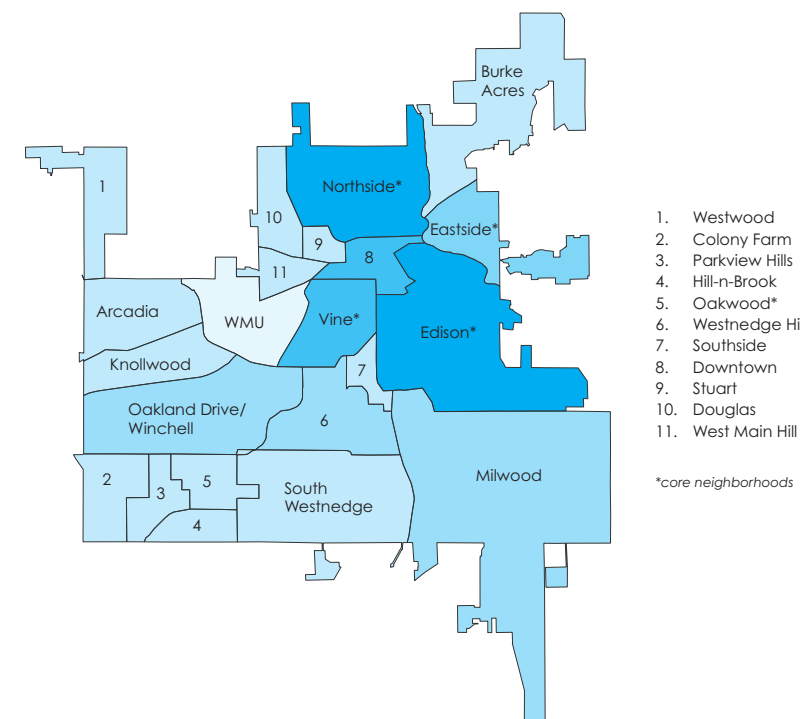 Burke
Acres
1
Northside*
10
Eastside*
9
8
11
Arcadia
WMU
Vine*
Edison*
Knollwood
7
Oakland Drive/
Winchell
6
2
3
5
4
South
Westnedge
Milwood
1. Westwood
2. Colony Farm
3. Parkview Hills
4. Hill-n-Brook
5. Oakwood*
6. Westnedge Hi
7. Southside
8. Downtown
9. Stuart
10. Douglas
11. West Main Hill
*core neighborhoods